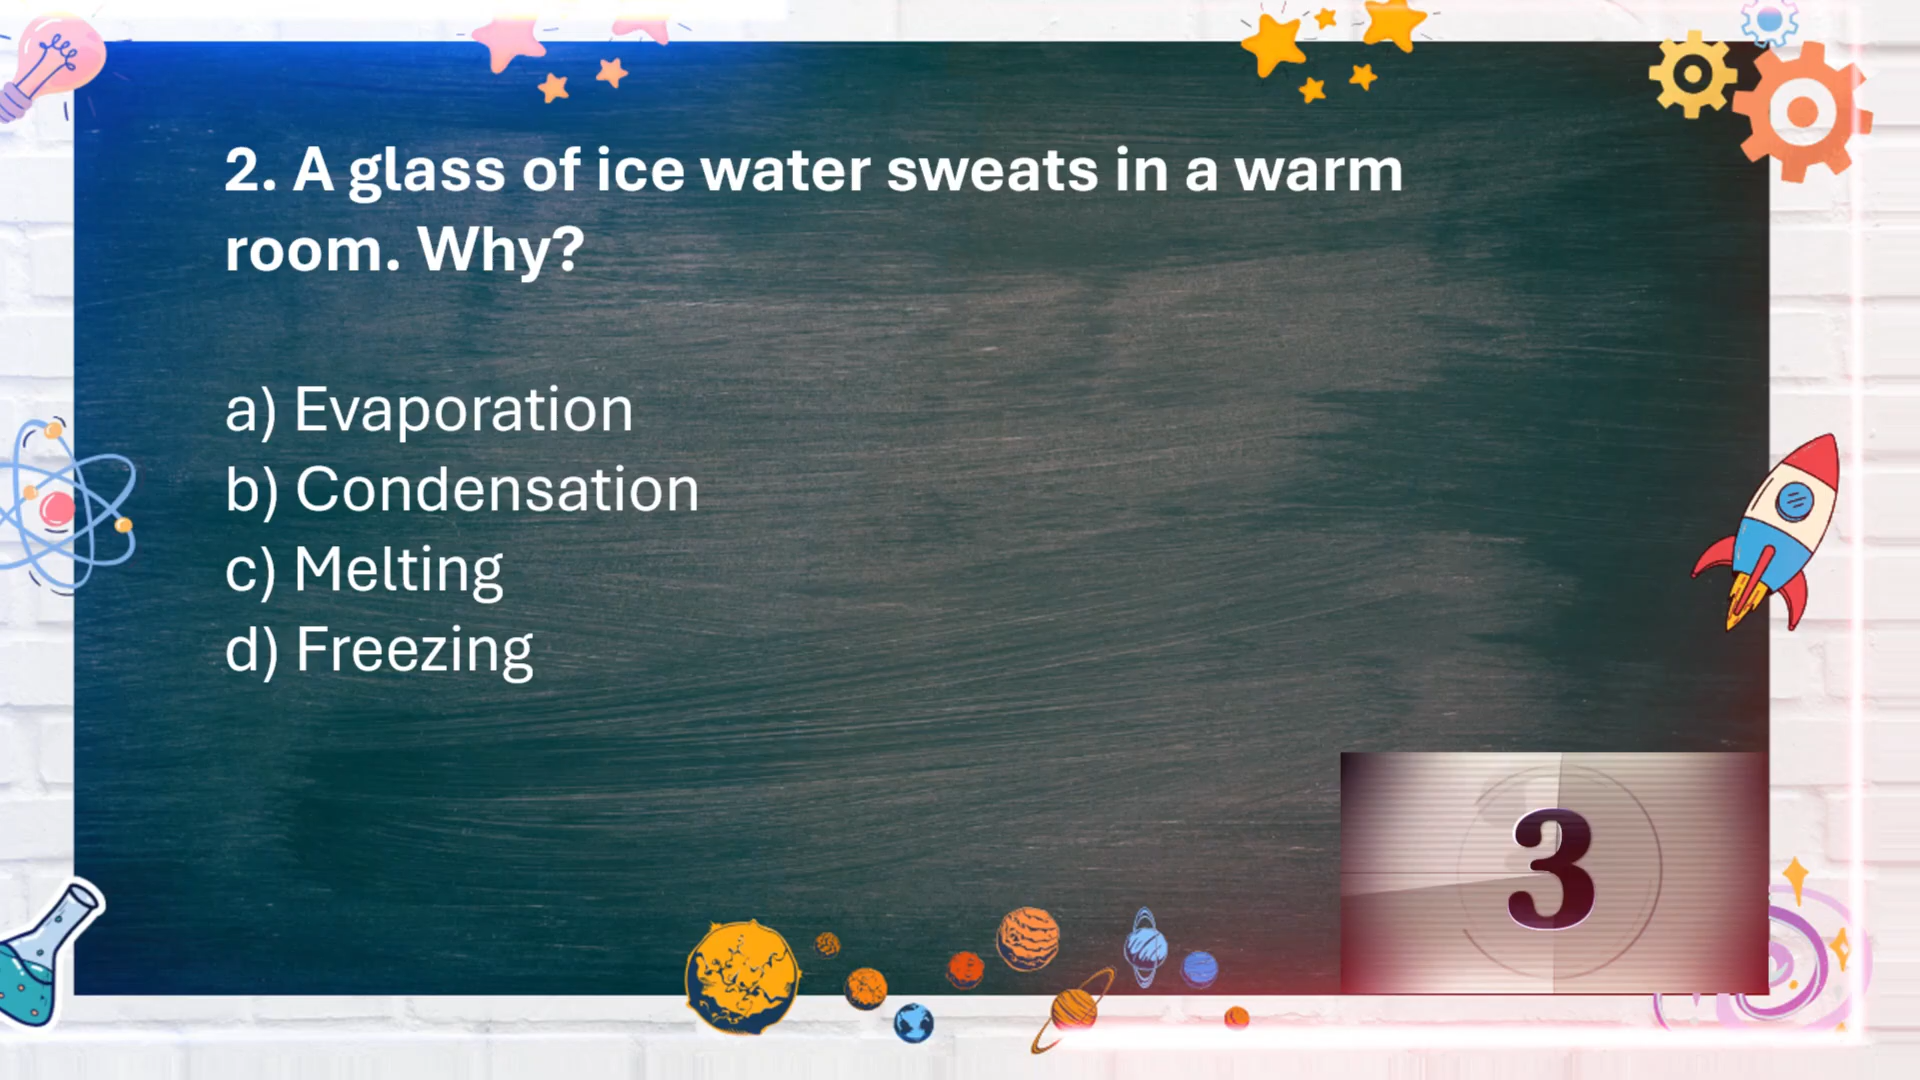 2. A glass of ice water sweats in a warm
room. Why?
a) Evaporation
b) Condensation
c) Melting
d) Freezing
3